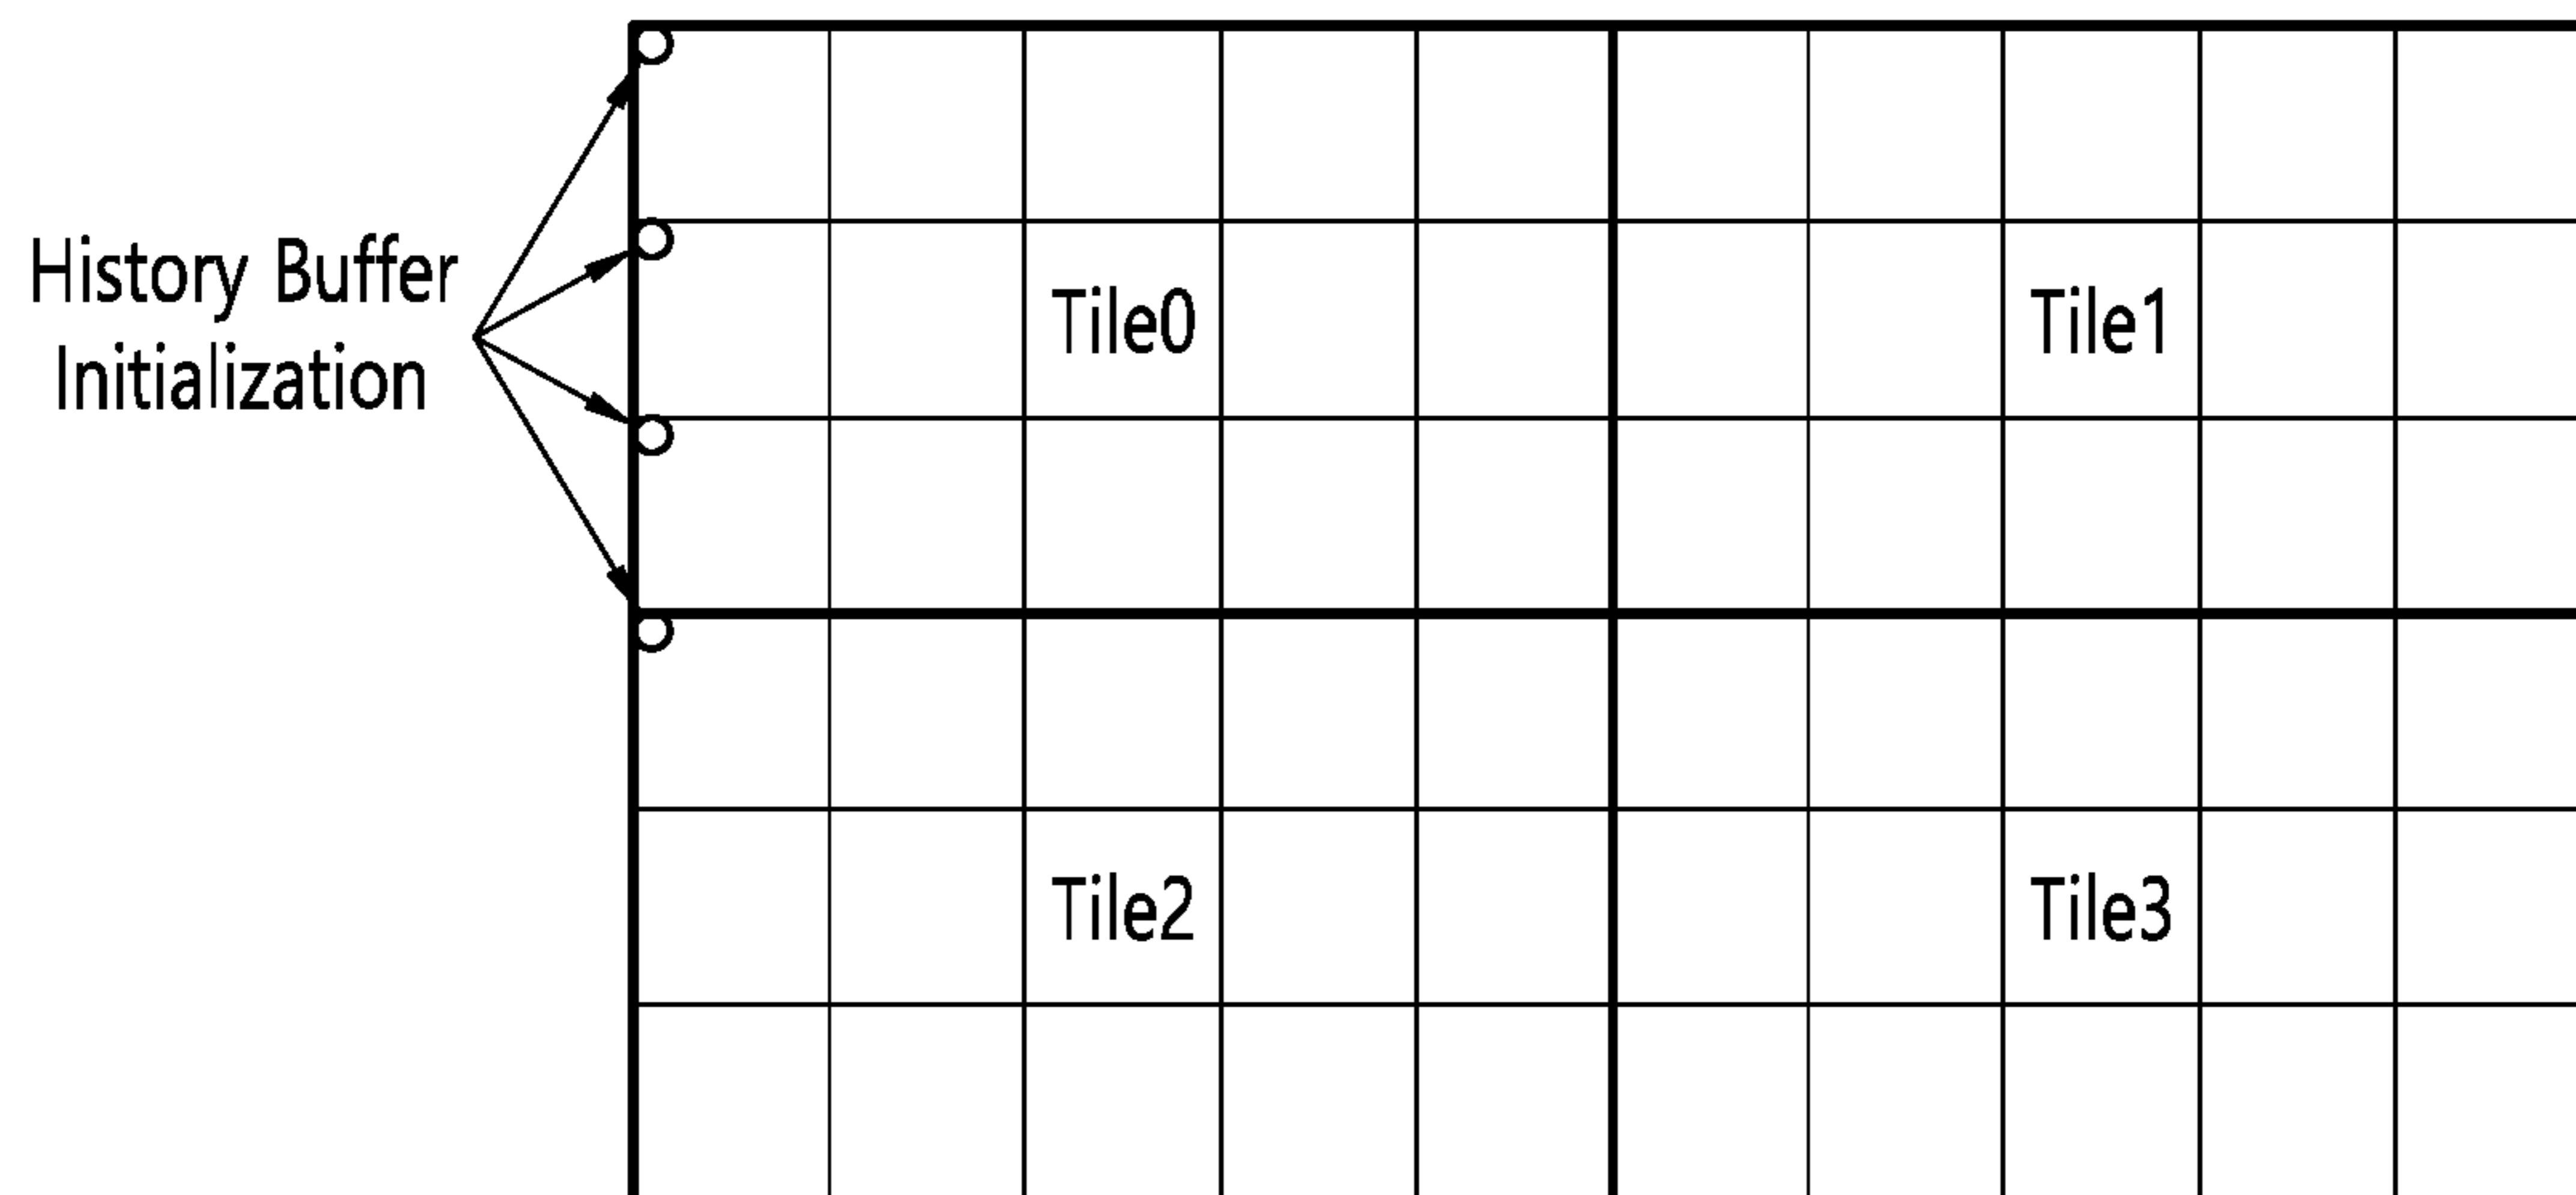 History Buffer
Initialization
Tile0
Tile1
Tile2
Tile3